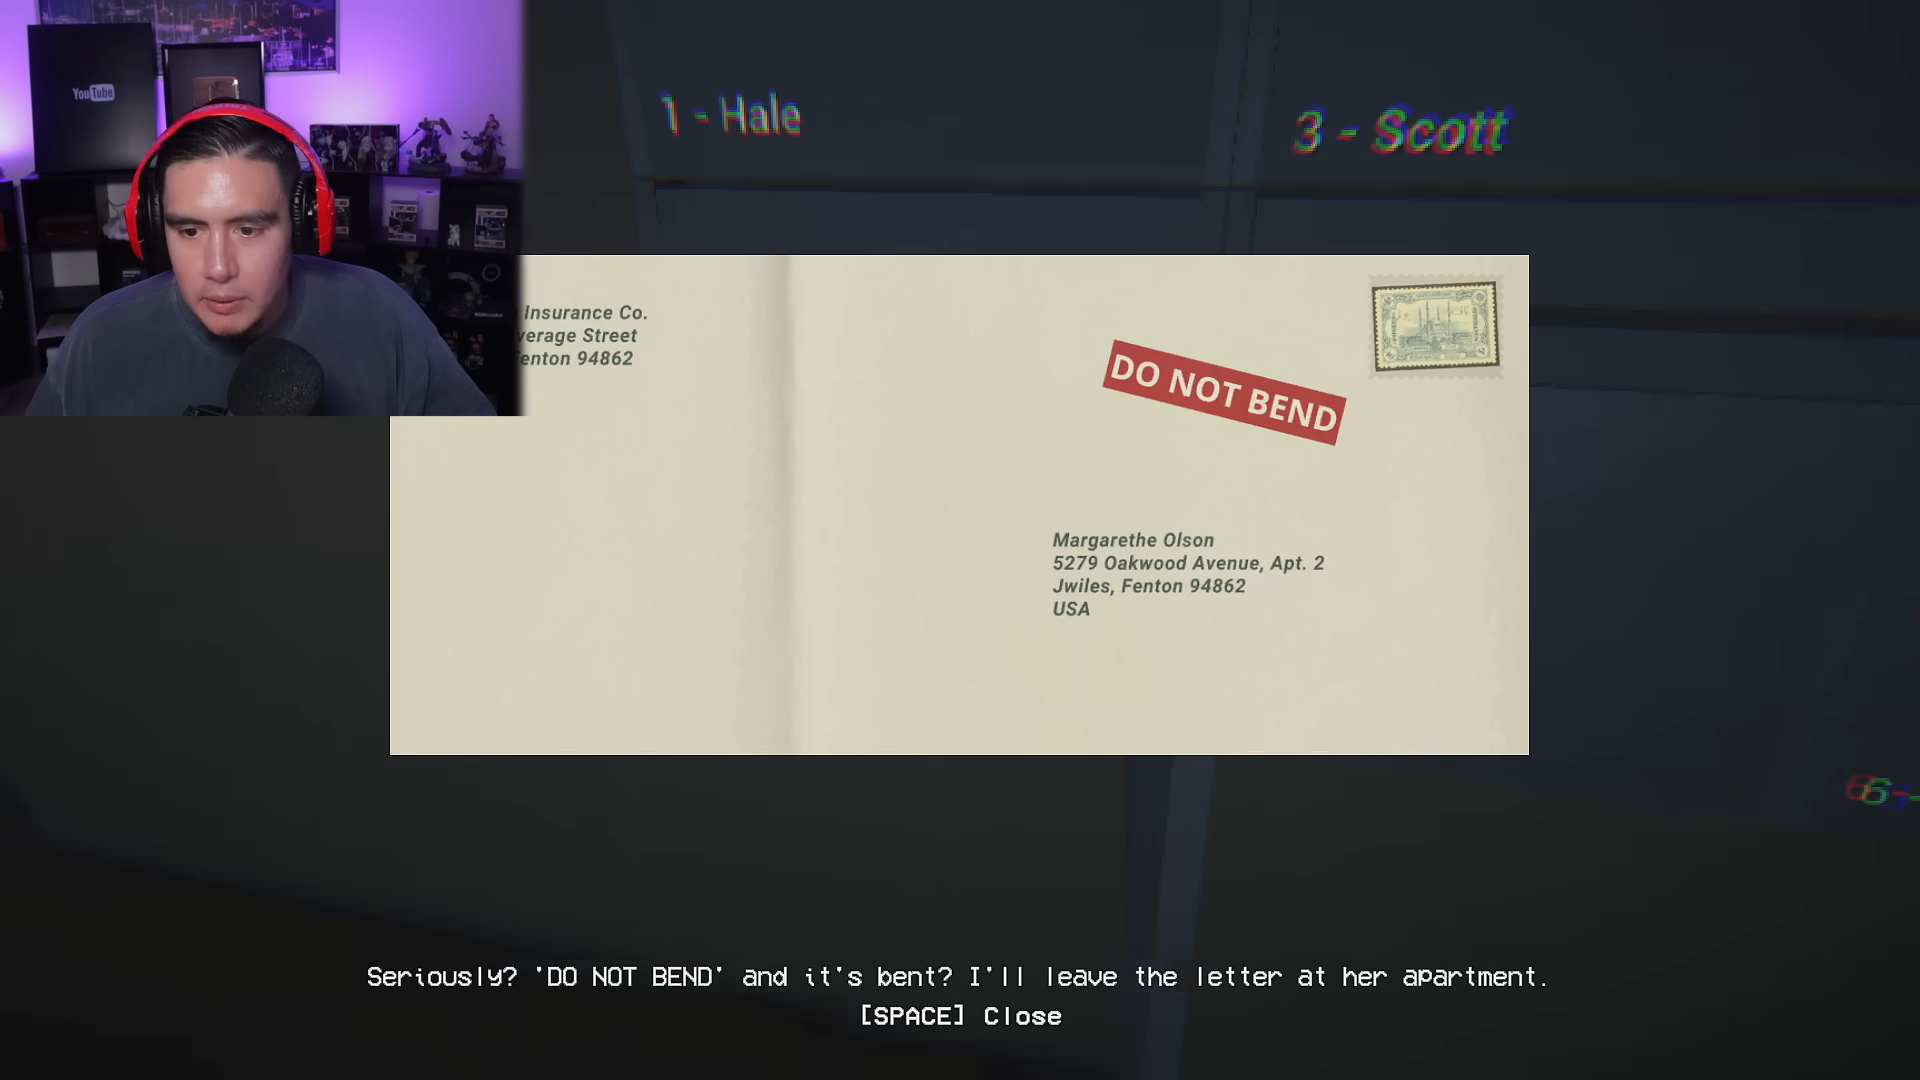 YouTube
1 - Hale
3 - Scott
Insurance Co.
Street
94862
DO NOT BEND
Margarethe Olson
5279 Oakwood Avenue, Apt. 2
Jwiles, Fenton 94862
USA
6 -
Seriously? 'DO NOT BEND' and it's bent? I'll leave the letter at her apartment.
[SPACE] Close